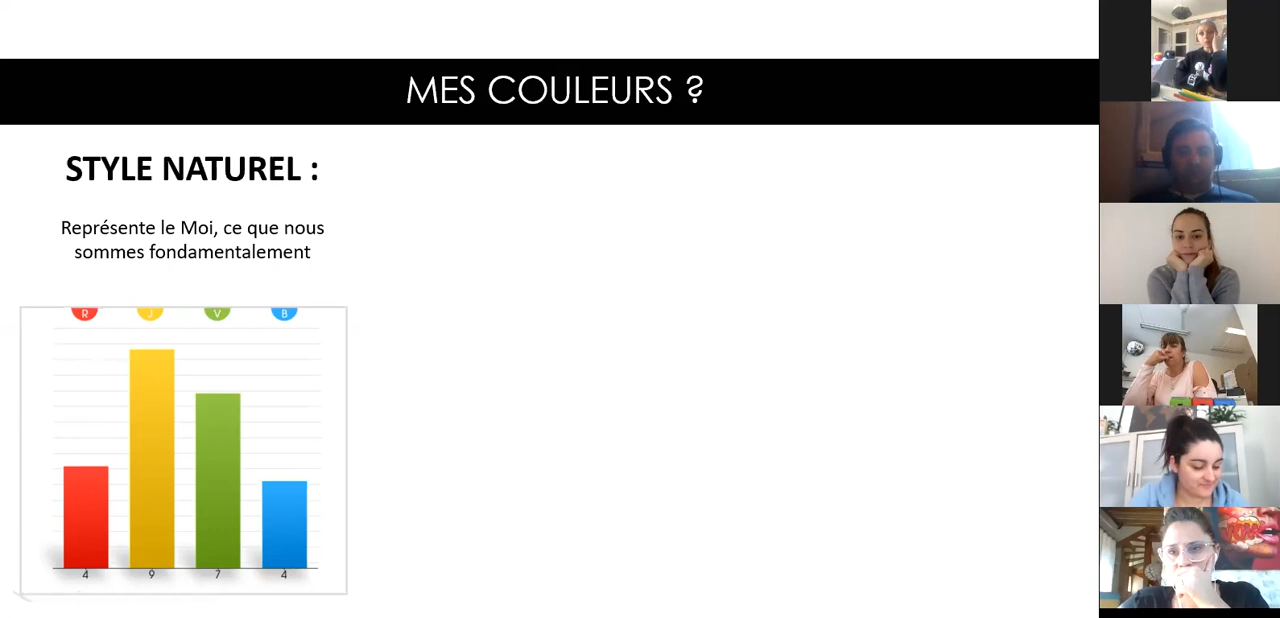 MES COULEURS ?
STYLE NATUREL :
Représente le Moi, ce que nous
sommes fondamentalement
R J V B
4 9 7 4